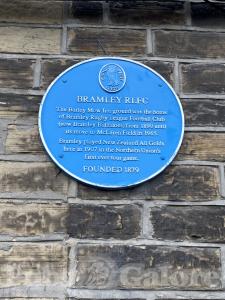 BRAMLEY RLFC
The Barley Mow Inn ground was the home
of Bramley Rugby League Football Club
(now Bramley Buffaloes) from 1890 until
its move to McLaren Field in 1965.
Bramley played New Zealand All Golds
here in 1907 in the Northern Union's
first ever tour game.
FOUNDED 1879
Galore